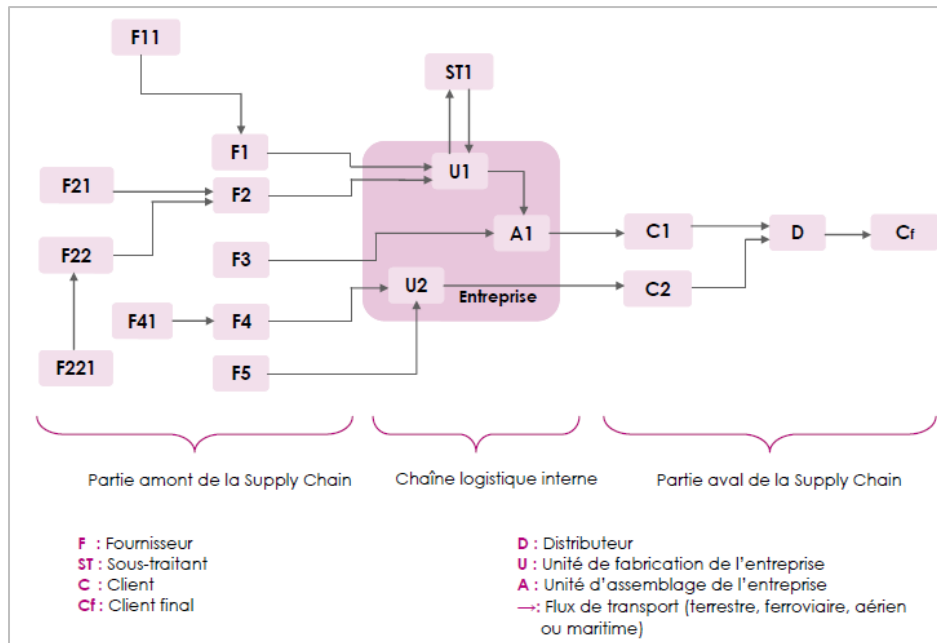 F11
ST1
F1
U1
F21
F2
A1
C1
D
Cf
F22
F3
U2
Entreprise
C2
F41
F4
F221
F5
Partie amont de la Supply Chain
Chaîne logistique interne
Partie aval de la Supply Chain
F : Fournisseur
ST : Sous-traitant
C : Client
Cf : Client final
D : Distributeur
U : Unité de fabrication de l'entreprise
A : Unité d'assemblage de l'entreprise
→: Flux de transport (terrestre, ferroviaire, aérien
ou maritime)